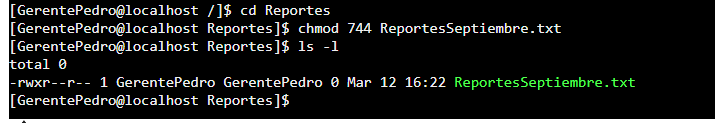 [GerentePedro@localhost /]$ cd Reportes
[GerentePedro@localhost Reportes]$ chmod 744 ReportesSeptiembre.txt
[GerentePedro@localhost Reportes]$ ls -l
total 0
-rwxr--r-- 1 GerentePedro GerentePedro 0 Mar 12 16:22 ReportesSeptiembre.txt
[GerentePedro@localhost Reportes]$